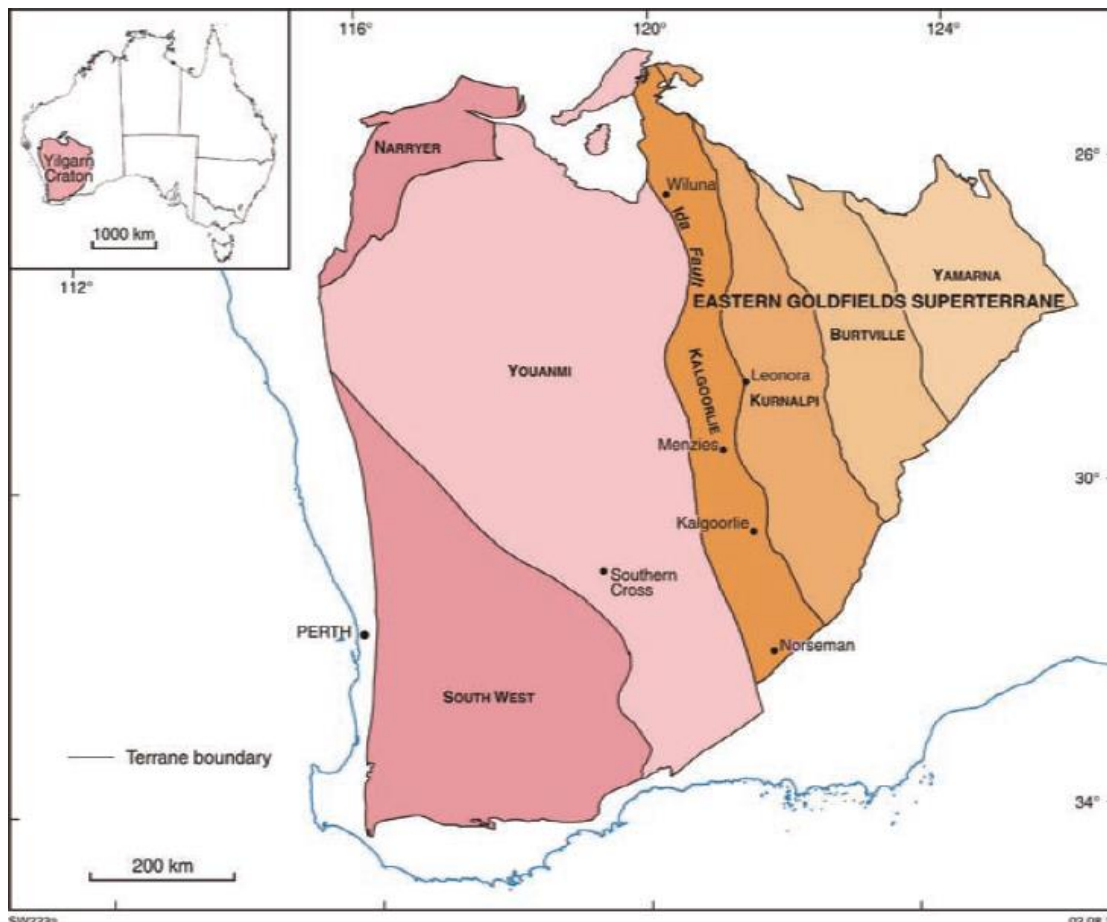 116°
120°
124°
Yilgarn
Craton
1000 km
112°
NARRYER
26°
Wiluna
Ida Fault
YAMARNA
EASTERN GOLDFIELDS SUPERTERRANE
BURTVILLE
YOUANMI
KALGOORLIE
Leonora
KURNALPI
Menzies
30°
Kalgoorlie
Southern
Cross
PERTH
Norseman
SOUTH WEST
Terrane boundary
34°
200 km